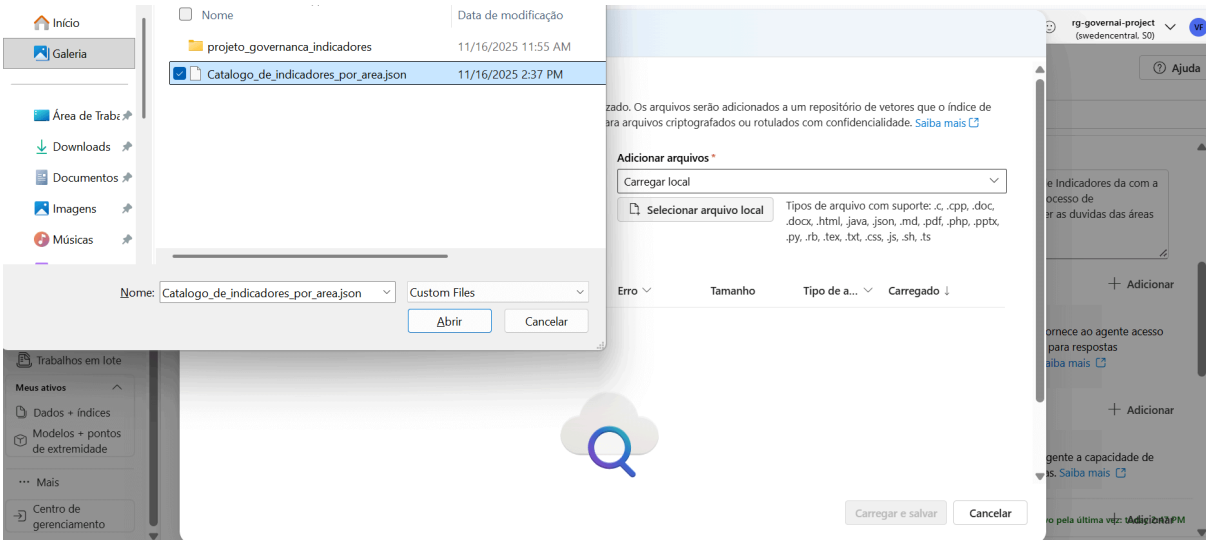 Início
Galeria
Área de Traba
Downloads
Documentos
Imagens
Músicas
Nome
Data de modificação
projeto_governanca_indicadores
11/16/2025 11:55 AM
Catalogo_de_indicadores_por_area.json
11/16/2025 2:37 PM
Nome:
Catalogo_de_indicadores_por_area.json
Custom Files
Abrir
Cancelar
rg-governai-project
(swedencentral, S0)
VF
Ajuda
zado. Os arquivos serão adicionados a um repositório de vetores que o índice de
ara arquivos criptografados ou rotulados com confidencialidade. Saiba mais
Adicionar arquivos *
Carregar local
Selecionar arquivo local
Tipos de arquivo com suporte: .c, .cpp, .doc,
.docx, .html, .java, .json, .md, .pdf, .php, .pptx,
.py, .rb, .tex, .txt, .css, .js, .sh, .ts
Erro
Tamanho
Tipo de a...
Carregado ↓
Carregar e salvar
Cancelar
Trabalhos em lote
Meus ativos
Dados + índices
Modelos + pontos
de extremidade
Mais
Centro de
gerenciamento
e Indicadores da com a
ocesso de
er as duvidas das áreas
Adicionar
ornece ao agente acesso
para respostas
aiba mais
Adicionar
gente a capacidade de
as. Saiba mais
o pela última vez:
Adicionar
PM